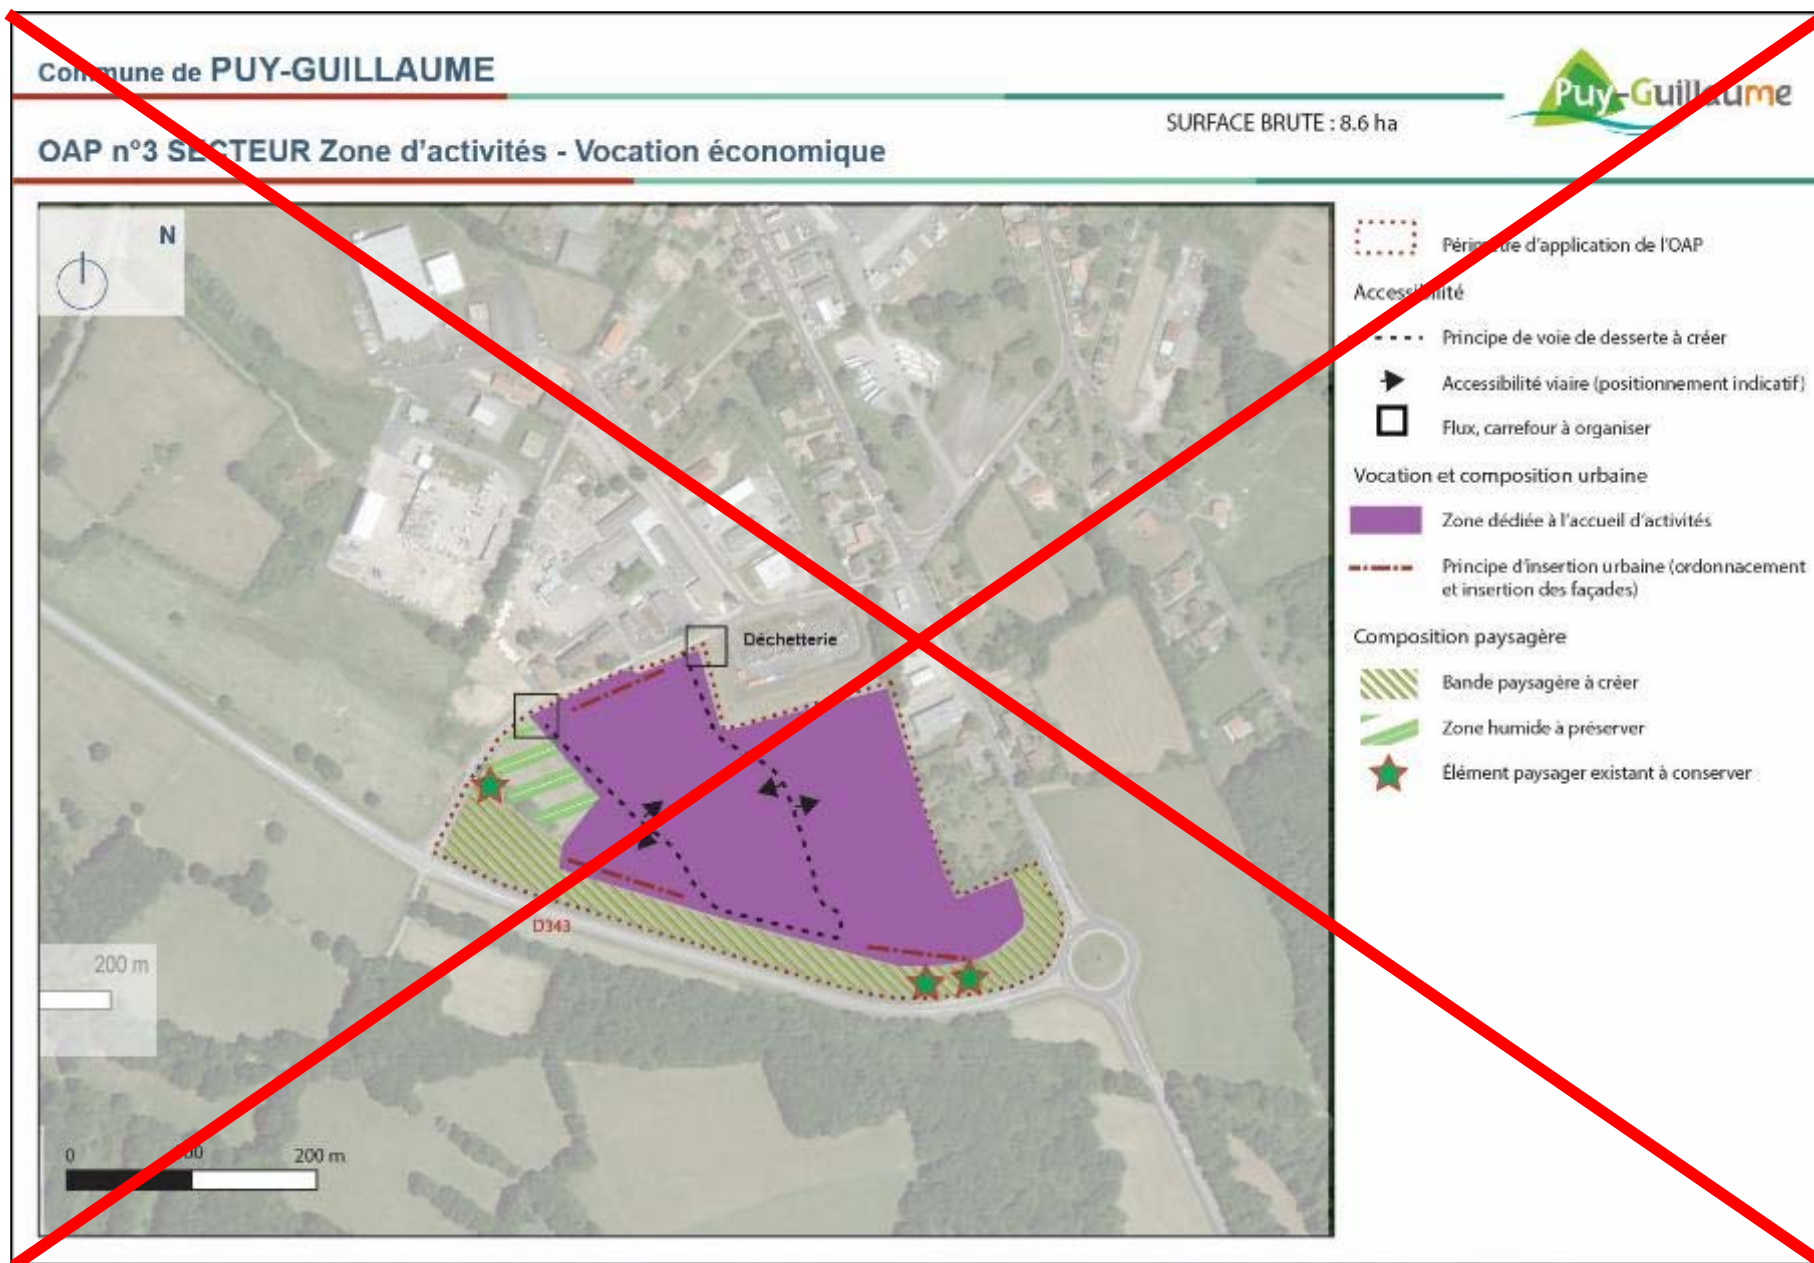 Commune de PUY-GUILLAUME
Puy-Guillaume
SURFACE BRUTE : 8.6 ha
OAP n°3 SECTEUR Zone d'activités - Vocation économique
N
Périmètre d'application de l'OAP
Accessibilité
Principe de voie de desserte à créer
Accessibilité viaire (positionnement indicatif)
Flux, carrefour à organiser
Vocation et composition urbaine
Zone dédiée à l'accueil d'activités
Principe d'insertion urbaine (ordonnacement
et insertion des façades)
Composition paysagère
Bande paysagère à créer
Zone humide à préserver
Élément paysager existant à conserver
Déchetterie
D343
200 m
0
200 m